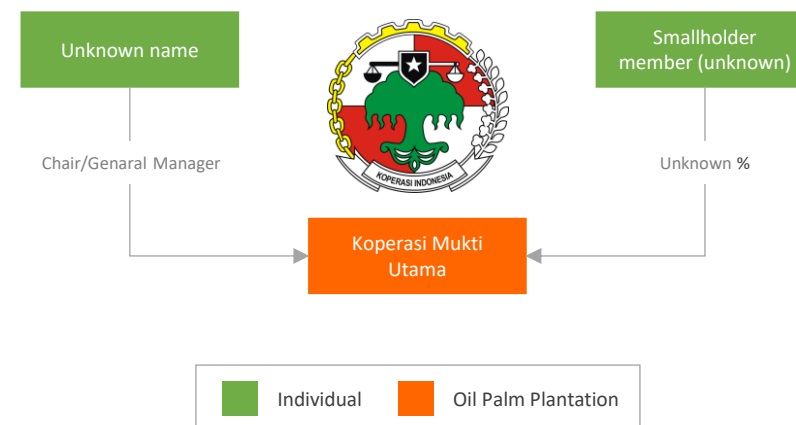 Unknown name
Smallholder
member (unknown)
KOPERASI INDONESIA
Chair/Genaral Manager
Unknown %
Koperasi Mukti
Utama
Individual
Oil Palm Plantation